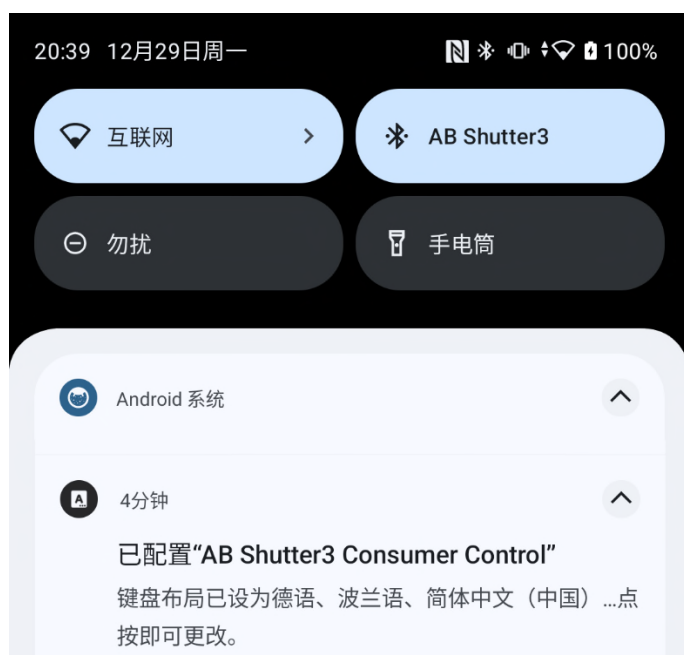 20:39 12月29日周一 100%
互联网 AB Shutter3
勿扰 手电筒
Android 系统
4分钟
已配置“AB Shutter3 Consumer Control”
键盘布局已设为德语、波兰语、简体中文（中国）…点
按即可更改。